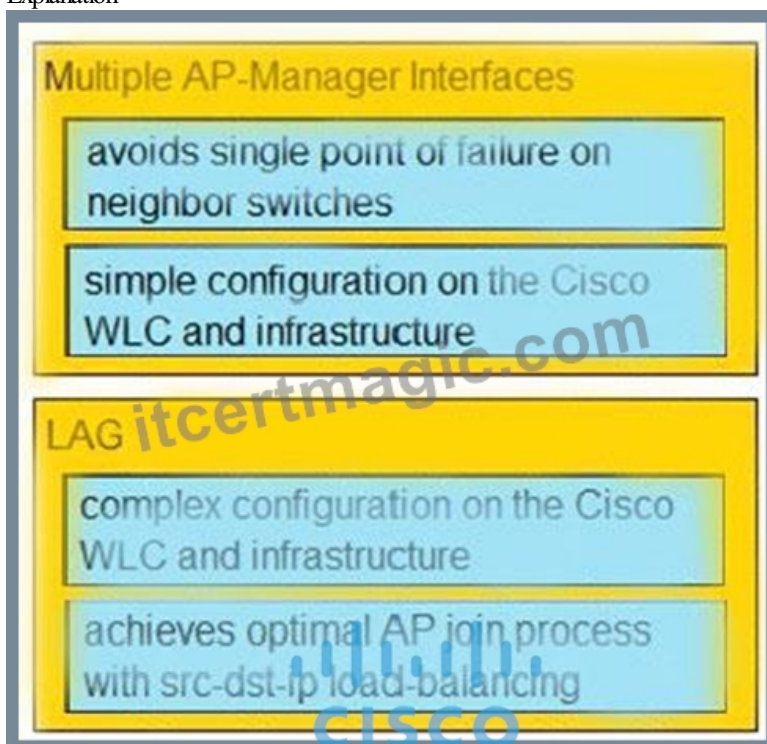 Explanation
Multiple AP-Manager Interfaces
avoids single point of failure on
neighbor switches
simple configuration on the Cisco
WLC and infrastructure
itcertmagic.com
LAG
complex configuration on the Cisco
WLC and infrastructure
achieves optimal AP join process
with src-dst-ip load-balancing
CISCO